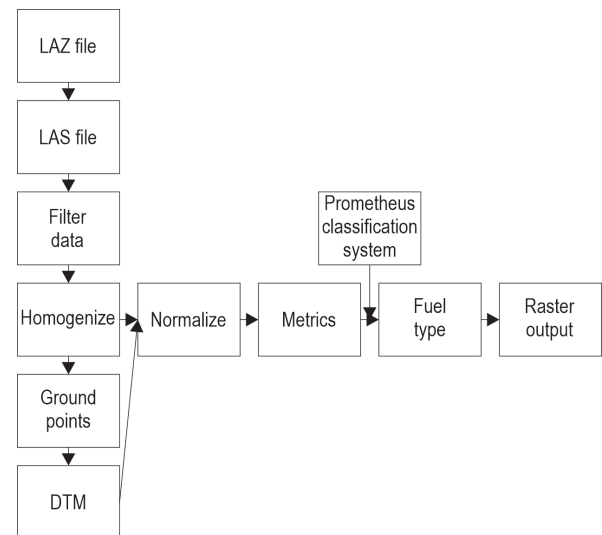 LAZ file
LAS file
Filter
data
Prometheus
classification
system
Homogenize
Normalize
Metrics
Fuel
type
Raster
output
Ground
points
DTM